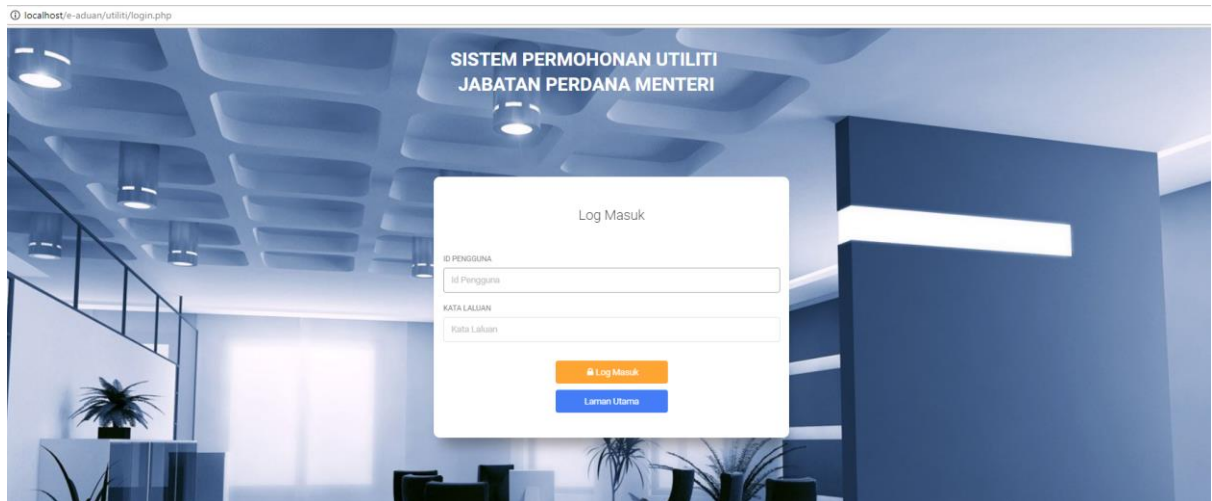 localhost/e-aduan/utiliti/login.php
SISTEM PERMOHONAN UTILITI
JABATAN PERDANA MENTERI
Log Masuk
ID PENGGUNA
Id Pengguna
KATA LALUAN
Kata Laluan
Log Masuk
Laman Utama